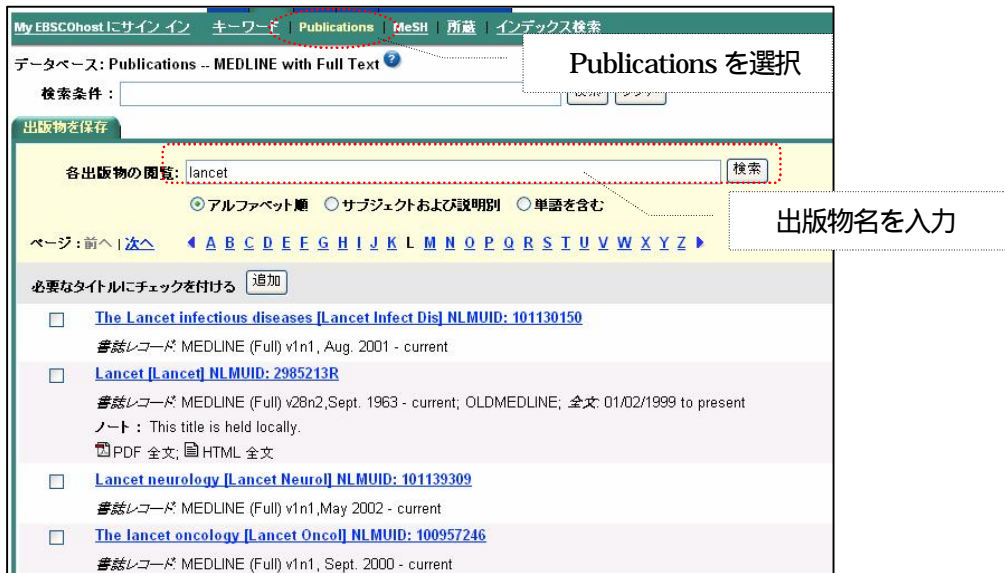 My EBSCOhost にサイン イン キーワード | Publications | MeSH | 所蔵 | インデックス検索
データベース: Publications -- MEDLINE with Full Text ?
Publications を選択
検索条件：
出版物を保存
各出版物の閲覧: lancet 検索
アルファベット順 サブジェクトおよび説明別 単語を含む
出版物名を入力
ページ：前へ | 次へ A B C D E F G H I J K L M N O P Q R S T U V W X Y Z
必要なタイトルにチェックを付ける 追加
The Lancet infectious diseases [Lancet Infect Dis] NLMUID: 101130150
書誌レコード: MEDLINE (Full) v1n1, Aug. 2001 - current
Lancet [Lancet] NLMUID: 2985213R
書誌レコード: MEDLINE (Full) v28n2,Sept. 1963 - current; OLDMEDLINE; 全文: 01/02/1999 to present
ノート： This title is held locally.
PDF 全文; HTML 全文
Lancet neurology [Lancet Neurol] NLMUID: 101139309
書誌レコード: MEDLINE (Full) v1n1,May 2002 - current
The lancet oncology [Lancet Oncol] NLMUID: 100957246
書誌レコード: MEDLINE (Full) v1n1, Sept. 2000 - current